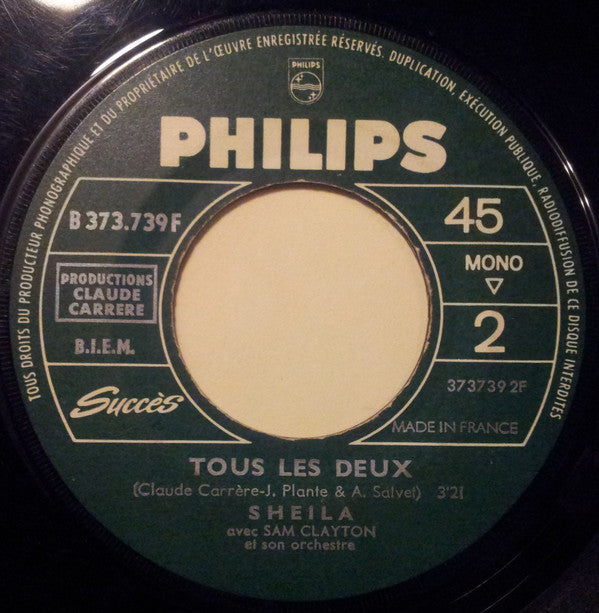 TOUS DROITS DU PRODUCTEUR PHONOGRAPHIQUE ET DU PROPRIÉTAIRE DE L'ŒUVRE ENREGISTRÉE RÉSERVÉS. DUPLICATION, EXÉCUTION PUBLIQUE, RADIODIFFUSION DE CE DISQUE INTERDITES
PHILIPS
PHILIPS
B 373.739 F
45
PRODUCTIONS
CLAUDE
CARRERE
MONO
B.I.E.M.
2
373739 2F
Succès
MADE IN FRANCE
TOUS LES DEUX
(Claude Carrère-J. Plante & A. Salvet) 3'21
SHEILA
avec SAM CLAYTON
et son orchestre